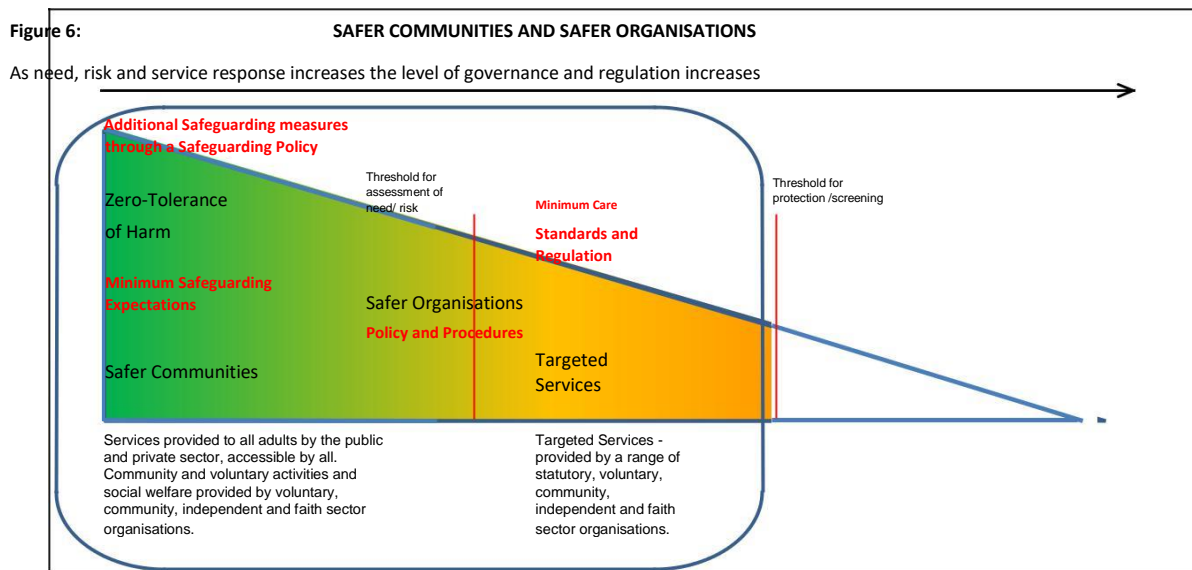 Figure 6: SAFER COMMUNITIES AND SAFER ORGANISATIONS
As need, risk and service response increases the level of governance and regulation increases
Additional Safeguarding measures
through a Safeguarding Policy
Zero-Tolerance
of Harm
Minimum Safeguarding
Expectations
Safer Communities
Threshold for
assessment of
need/ risk
Safer Organisations
Policy and Procedures
Minimum Care
Standards and
Regulation
Targeted
Services
Threshold for
protection /screening
Services provided to all adults by the public
and private sector, accessible by all.
Community and voluntary activities and
social welfare provided by voluntary,
community, independent and faith sector
organisations.
Targeted Services -
provided by a range of
statutory, voluntary,
community,
independent and faith
sector organisations.